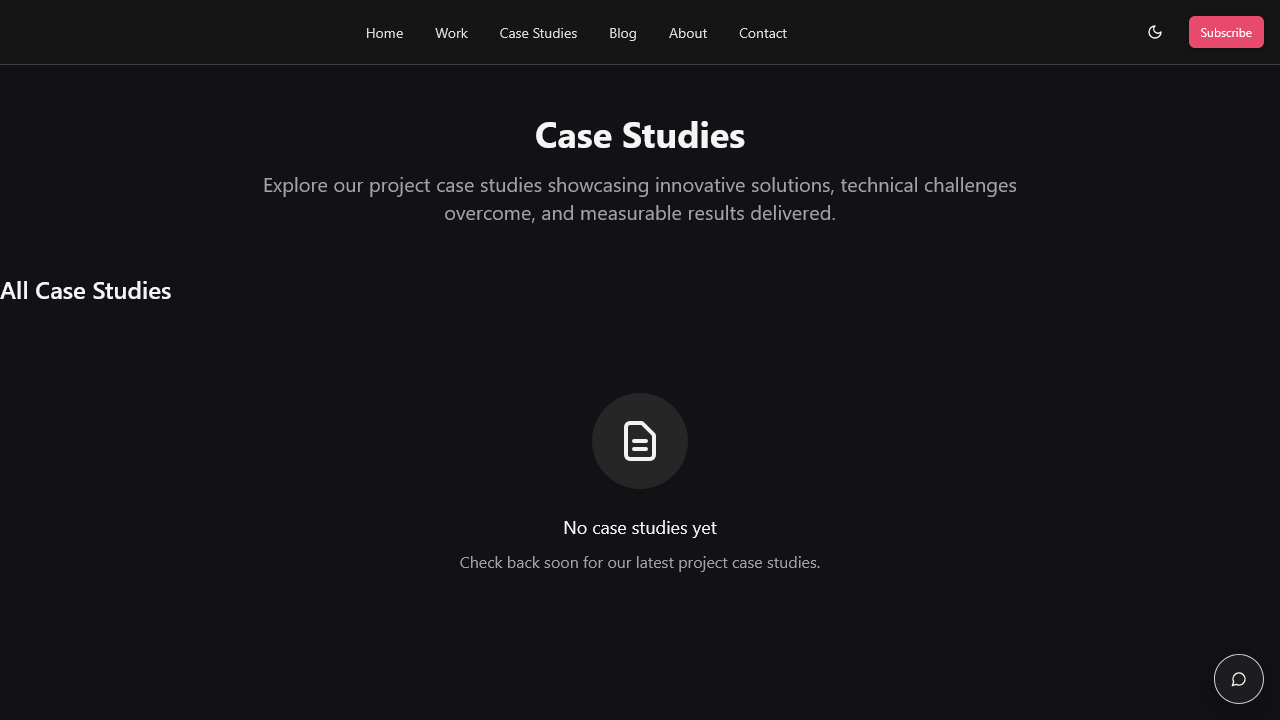 Home Work Case Studies Blog About Contact Subscribe
Case Studies
Explore our project case studies showcasing innovative solutions, technical challenges
overcome, and measurable results delivered.
All Case Studies
No case studies yet
Check back soon for our latest project case studies.